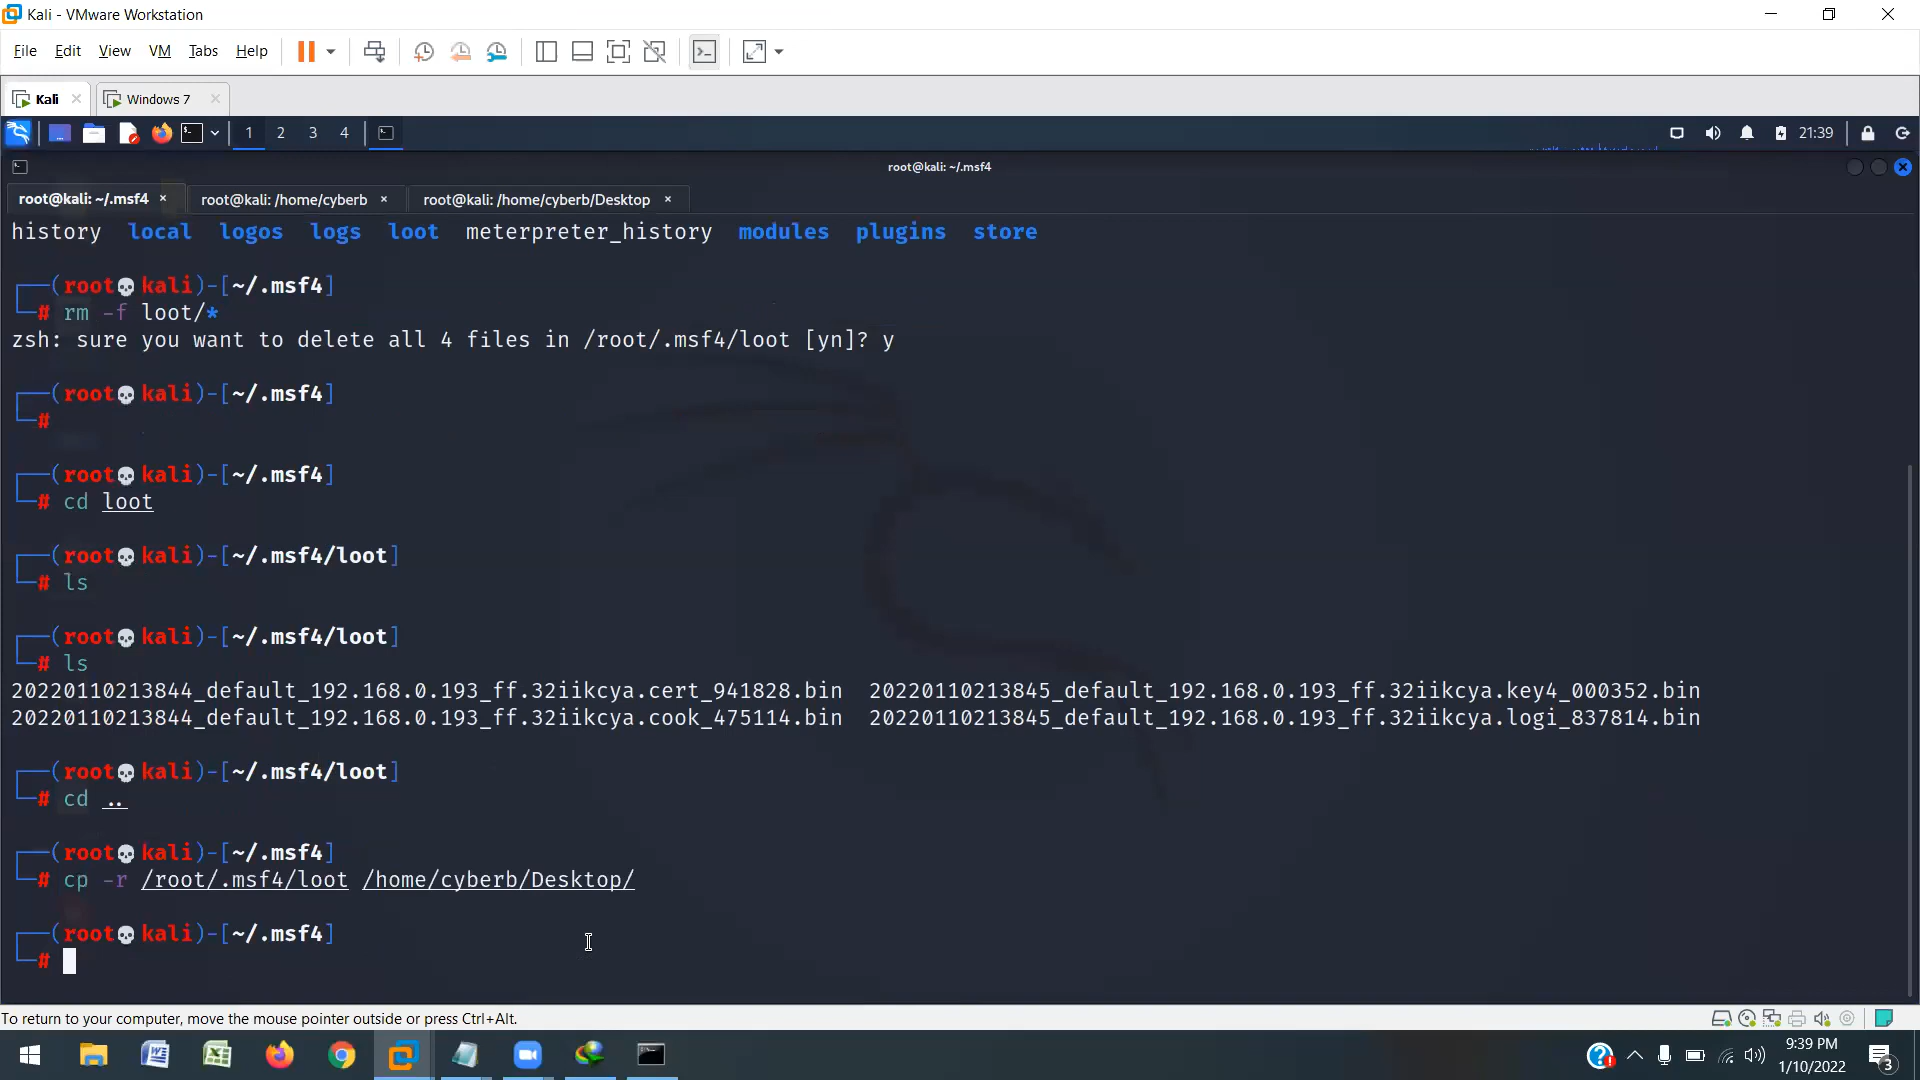 Kali - VMware Workstation
File Edit View VM Tabs Help
Kali Windows 7
1 2 3 4 21:39
root@kali: ~/.msf4
root@kali: ~/.msf4 root@kali: /home/cyberb root@kali: /home/cyberb/Desktop
history local logos logs loot meterpreter_history modules plugins store
(root💀kali)-[~/.msf4]
# rm -f loot/*
zsh: sure you want to delete all 4 files in /root/.msf4/loot [yn]? y
(root💀kali)-[~/.msf4]
#
(root💀kali)-[~/.msf4]
# cd loot
(root💀kali)-[~/.msf4/loot]
# ls
(root💀kali)-[~/.msf4/loot]
# ls
20220110213844_default_192.168.0.193_ff.32iikcya.cert_941828.bin 20220110213845_default_192.168.0.193_ff.32iikcya.key4_000352.bin
20220110213844_default_192.168.0.193_ff.32iikcya.cook_475114.bin 20220110213845_default_192.168.0.193_ff.32iikcya.logi_837814.bin
(root💀kali)-[~/.msf4/loot]
# cd ..
(root💀kali)-[~/.msf4]
# cp -r /root/.msf4/loot /home/cyberb/Desktop/
(root💀kali)-[~/.msf4]
#
To return to your computer, move the mouse pointer outside or press Ctrl+Alt.
9:39 PM
1/10/2022
3